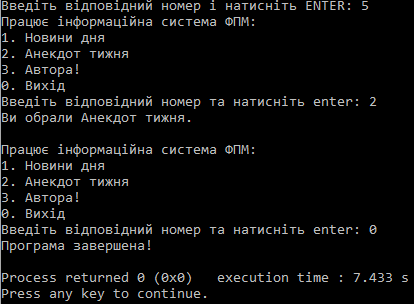 Введіть відповідний номер і натисніть ENTER: 5
Працює інформаційна система ФПМ:
1. Новини дня
2. Анекдот тижня
3. Автора!
0. Вихід
Введіть відповідний номер та натисніть enter: 2
Ви обрали Анекдот тижня.
Працює інформаційна система ФПМ:
1. Новини дня
2. Анекдот тижня
3. Автора!
0. Вихід
Введіть відповідний номер та натисніть enter: 0
Програма завершена!
Process returned 0 (0x0)   execution time : 7.433 s
Press any key to continue.